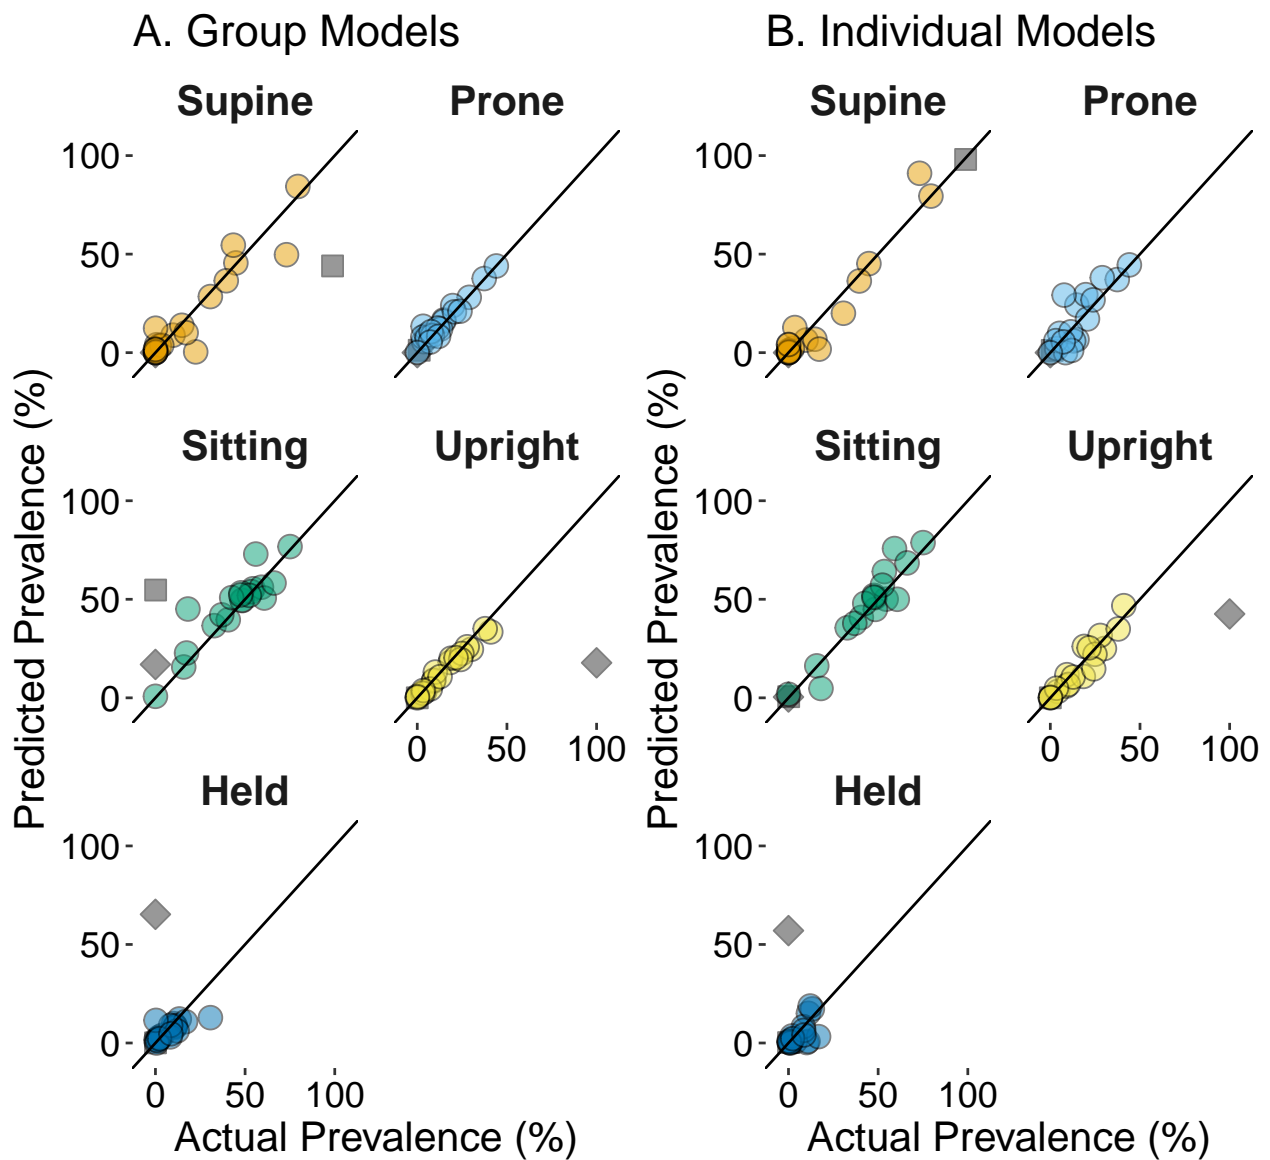 A. Group Models
B. Individual Models
Supine
Prone
Supine
Prone
100
50
0
100
50
0
Sitting
Upright
Sitting
Upright
100
50
0
100
50
0
0 50 100
0 50 100
Held
Held
100
50
0
100
50
0
0 50 100
0 50 100
Predicted Prevalence (%)
Predicted Prevalence (%)
Actual Prevalence (%)
Actual Prevalence (%)